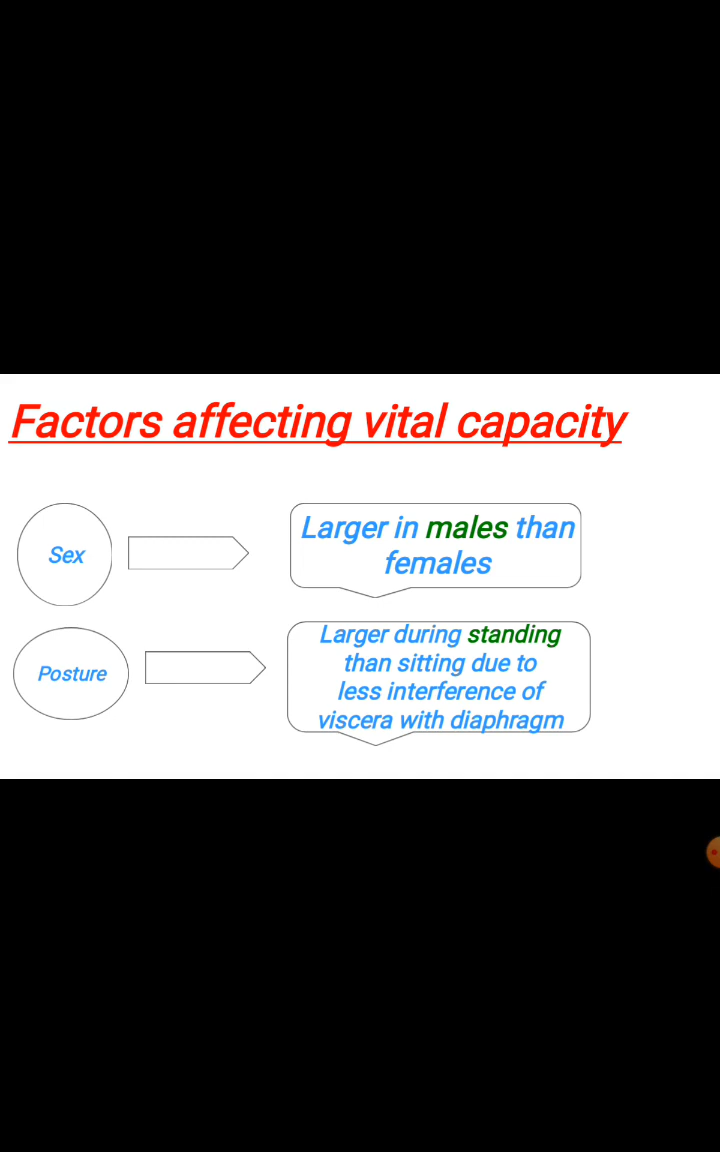 Factors affecting vital capacity
Sex
Larger in males than
females
Posture
Larger during standing
than sitting due to
less interference of
viscera with diaphragm